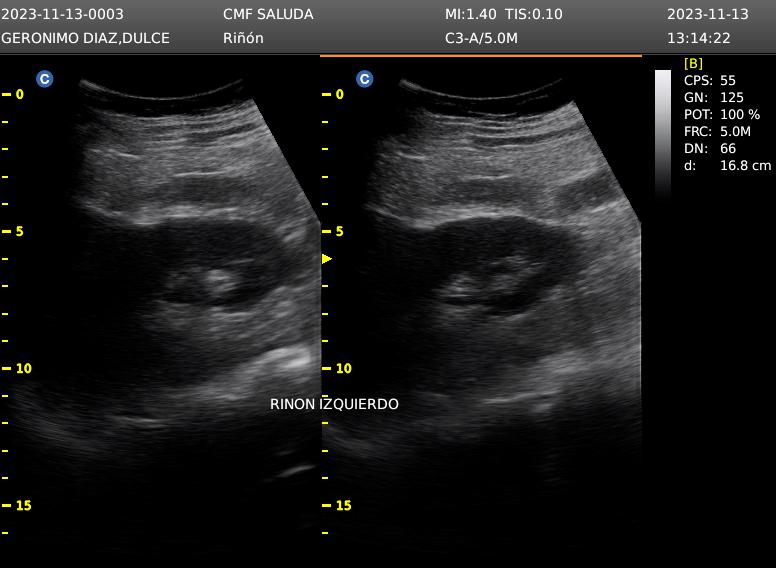 2023-11-13-0003 CMF SALUDA MI:1.40 TIS:0.10 2023-11-13
GERONIMO DIAZ,DULCE Riñón C3-A/5.0M 13:14:22
[B]
C C
CPS: 55
0 0
GN: 125
POT: 100 %
FRC: 5.0M
DN: 66
d: 16.8 cm
5 5
10 10
RINON IZQUIERDO
15 15